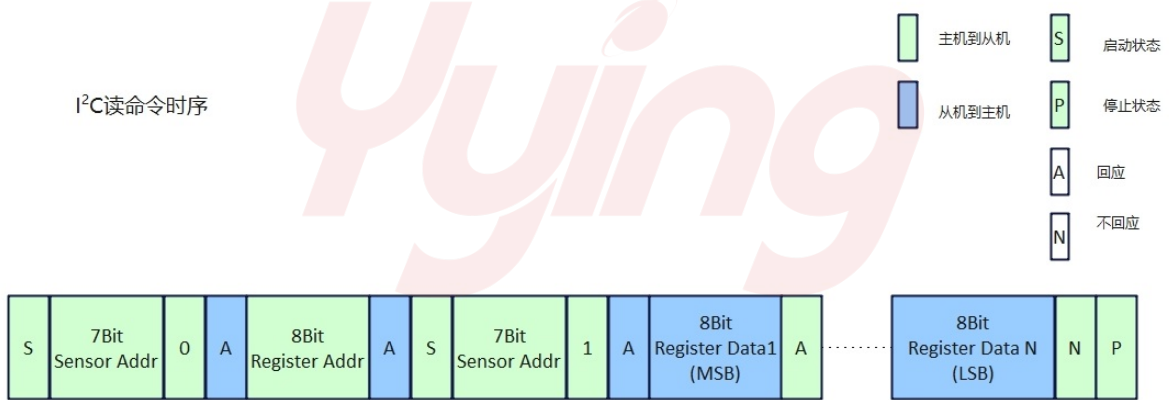 I²C读命令时序
主机到从机
S
启动状态
从机到主机
P
停止状态
A
回应
N
不回应
Yying
S
7Bit
Sensor Addr
0
A
8Bit
Register Addr
A
S
7Bit
Sensor Addr
1
A
8Bit
Register Data1
(MSB)
A
8Bit
Register Data N
(LSB)
N
P